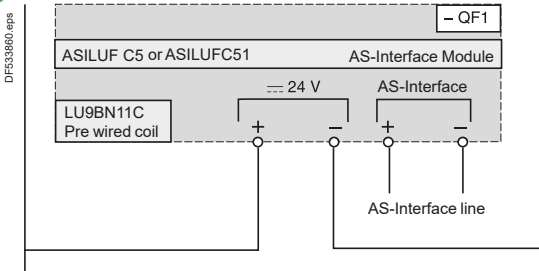 DF533860.eps
– QF1
ASILUF C5 or ASILUFC51
AS-Interface Module
24 V
AS-Interface
LU9BN11C
Pre wired coil
+
–
+
–
AS-Interface line